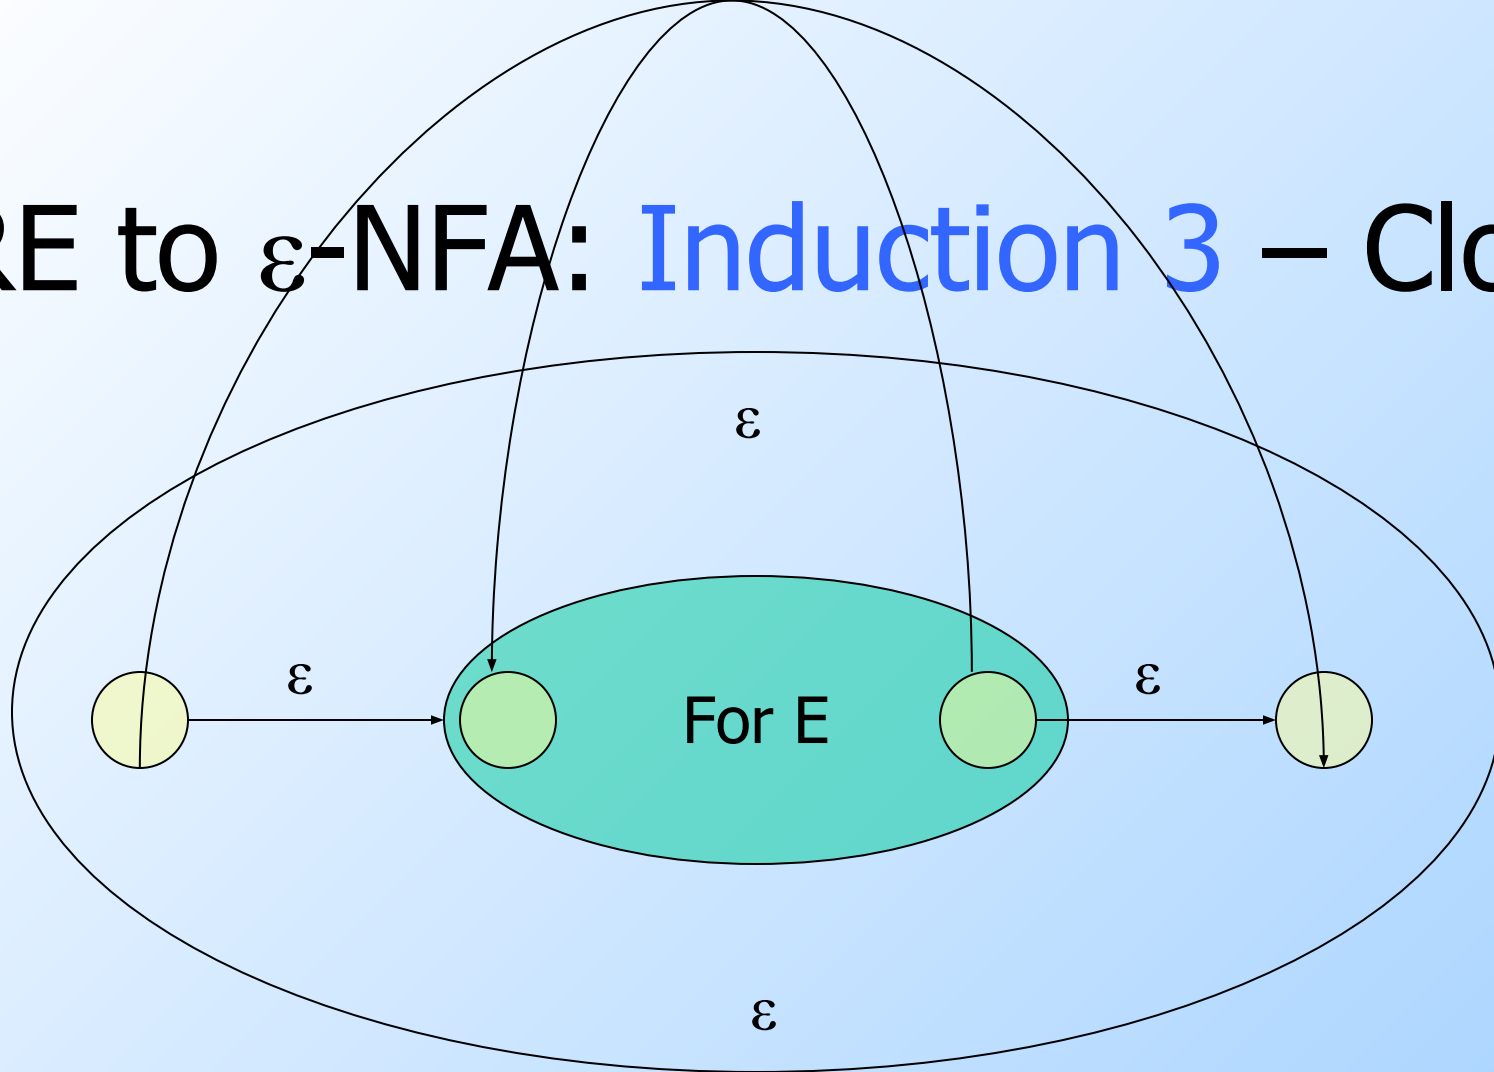 RE to ε-NFA: Induction 3 – Clo
ε
ε
For E
ε
ε